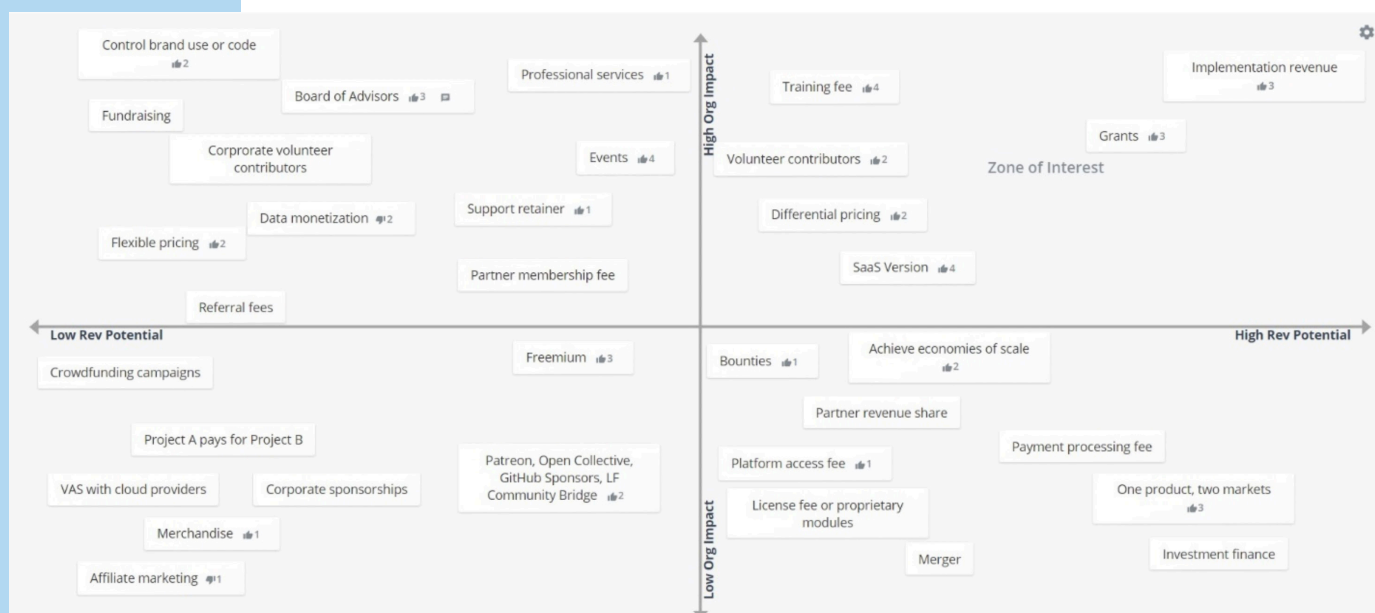 Control brand use or code
2
Professional services 1
Board of Advisors 3
Fundraising
Corprorate volunteer
contributors
Events 4
Support retainer 1
Data monetization 2
Flexible pricing 2
Partner membership fee
Referral fees
High Org Impact
Training fee 4
Implementation revenue
3
Grants 3
Volunteer contributors 2
Zone of Interest
Differential pricing 2
SaaS Version 4
Low Rev Potential
High Rev Potential
Freemium 3
Crowdfunding campaigns
Project A pays for Project B
Patreon, Open Collective,
GitHub Sponsors, LF
Community Bridge 2
VAS with cloud providers
Corporate sponsorships
Merchandise 1
Affiliate marketing 1
Low Org Impact
Bounties 1
Achieve economies of scale
2
Partner revenue share
Payment processing fee
Platform access fee 1
One product, two markets
3
License fee or proprietary
modules
Merger
Investment finance